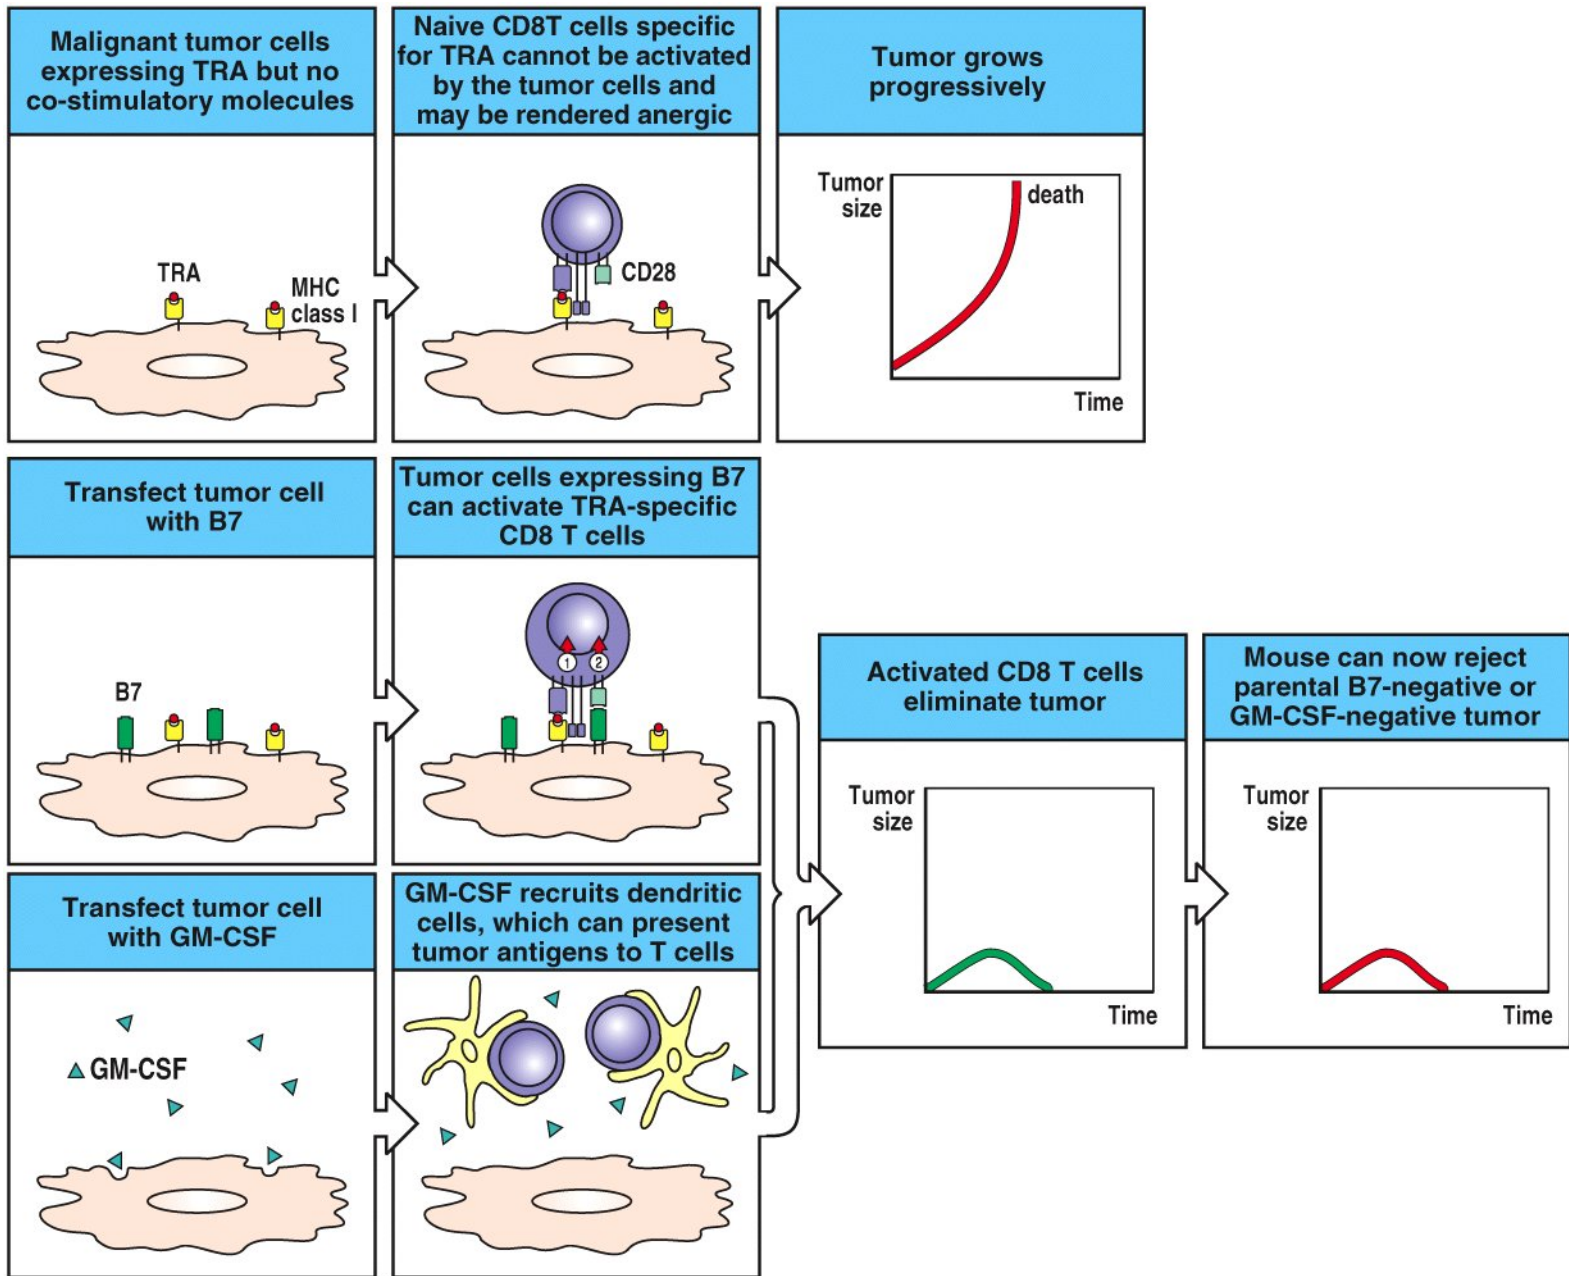 Malignant tumor cells
expressing TRA but no
co-stimulatory molecules
Naive CD8T cells specific
for TRA cannot be activated
by the tumor cells and
may be rendered anergic
Tumor grows
progressively
TRA
MHC
class I
CD28
Tumor
size
death
Time
Transfect tumor cell
with B7
Tumor cells expressing B7
can activate TRA-specific
CD8 T cells
B7
1
2
Activated CD8 T cells
eliminate tumor
Mouse can now reject
parental B7-negative or
GM-CSF-negative tumor
Tumor
size
Time
Tumor
size
Time
Transfect tumor cell
with GM-CSF
GM-CSF recruits dendritic
cells, which can present
tumor antigens to T cells
GM-CSF